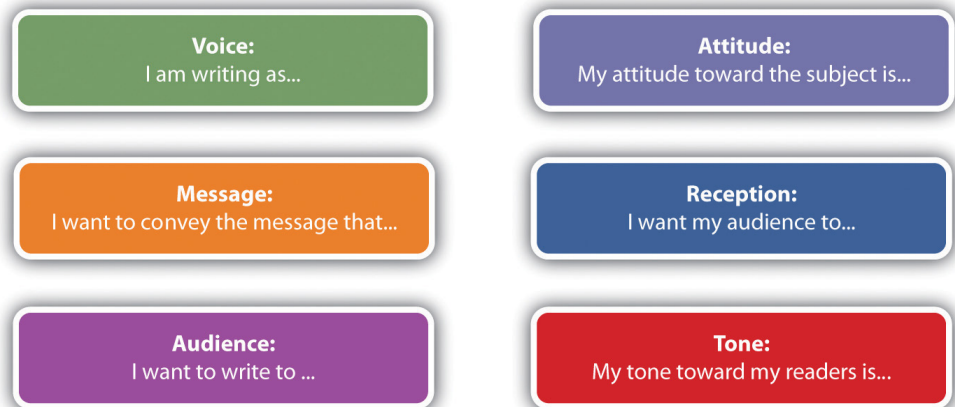 Voice:
I am writing as...
Attitude:
My attitude toward the subject is...
Message:
I want to convey the message that...
Reception:
I want my audience to...
Audience:
I want to write to ...
Tone:
My tone toward my readers is...